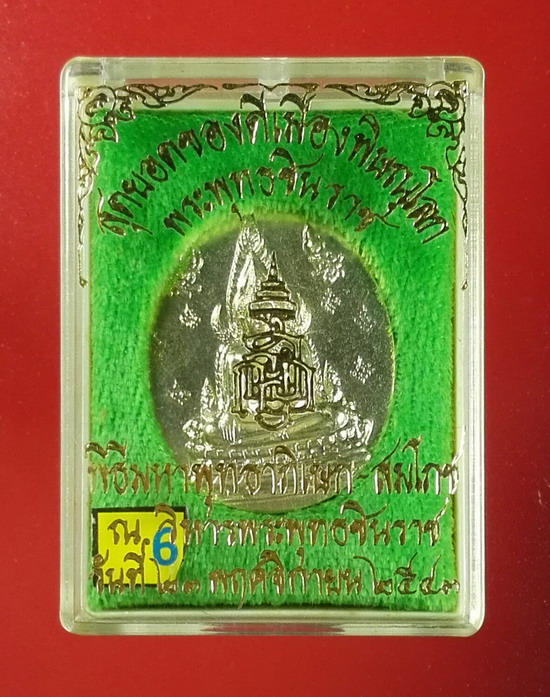 สุดยอดของดีเมืองพิษณุโลก
พระพุทธชินราช
พิธีมหาพุทธาภิเษก-สมโภช
ณ. วิหารพระพุทธชินราช
6
วันที่ ๒๓ พฤศจิกายน ๒๕๔๓